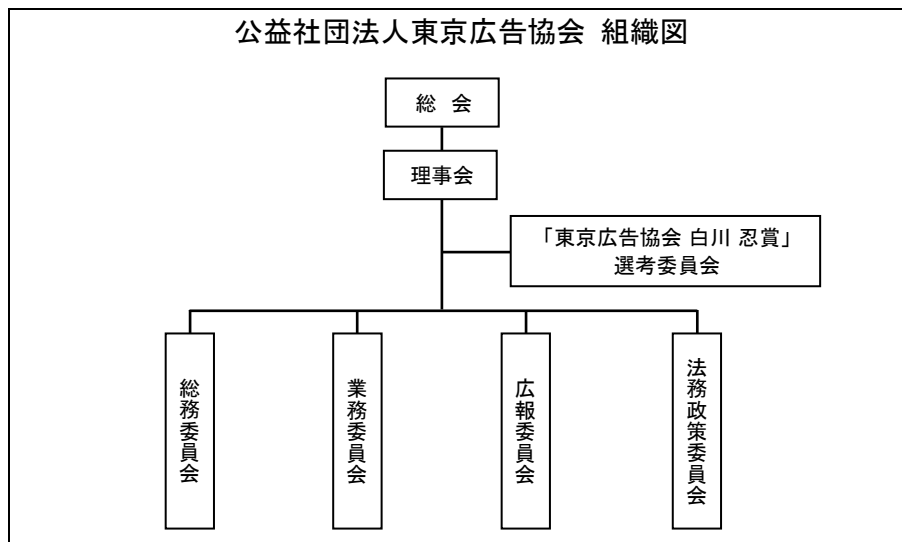 公益社団法人東京広告協会 組織図
総 会
理事会
「東京広告協会 白川 忍賞」
選考委員会
総務委員会
業務委員会
広報委員会
法務政策委員会